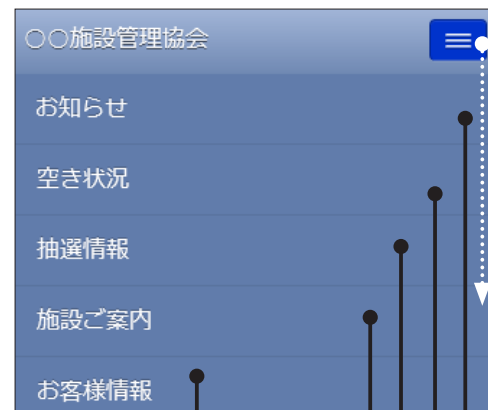 ○○施設管理協会
お知らせ
空き状況
抽選情報
施設ご案内
お客様情報